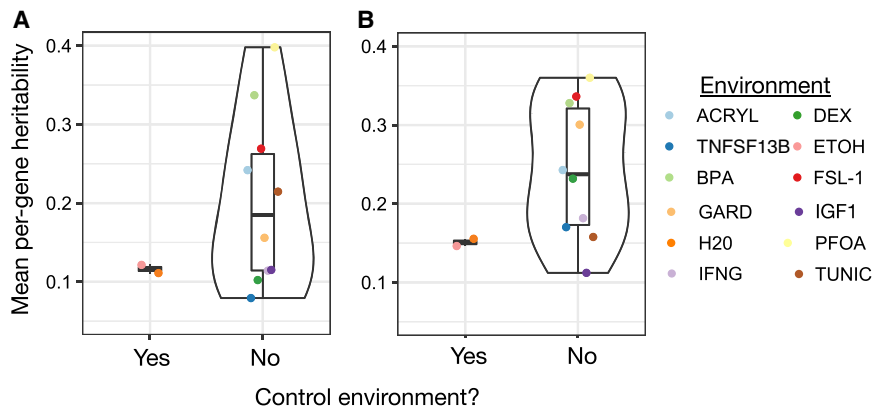 A
B
Mean per-gene heritability
0.4
0.3
0.2
0.1
Yes No
0.4
0.3
0.2
0.1
Yes No
Control environment?
Environment
ACRYL DEX
TNFSF13B ETOH
BPA FSL-1
GARD IGF1
H20 PFOA
IFNG TUNIC